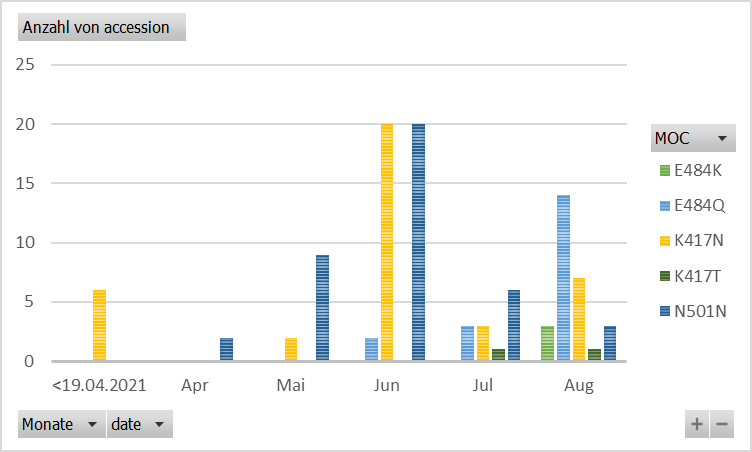 Anzahl von accession
25
20
15
10
5
0
<19.04.2021 Apr Mai Jun Jul Aug
MOC
E484K
E484Q
K417N
K417T
N501N
Monate date + −